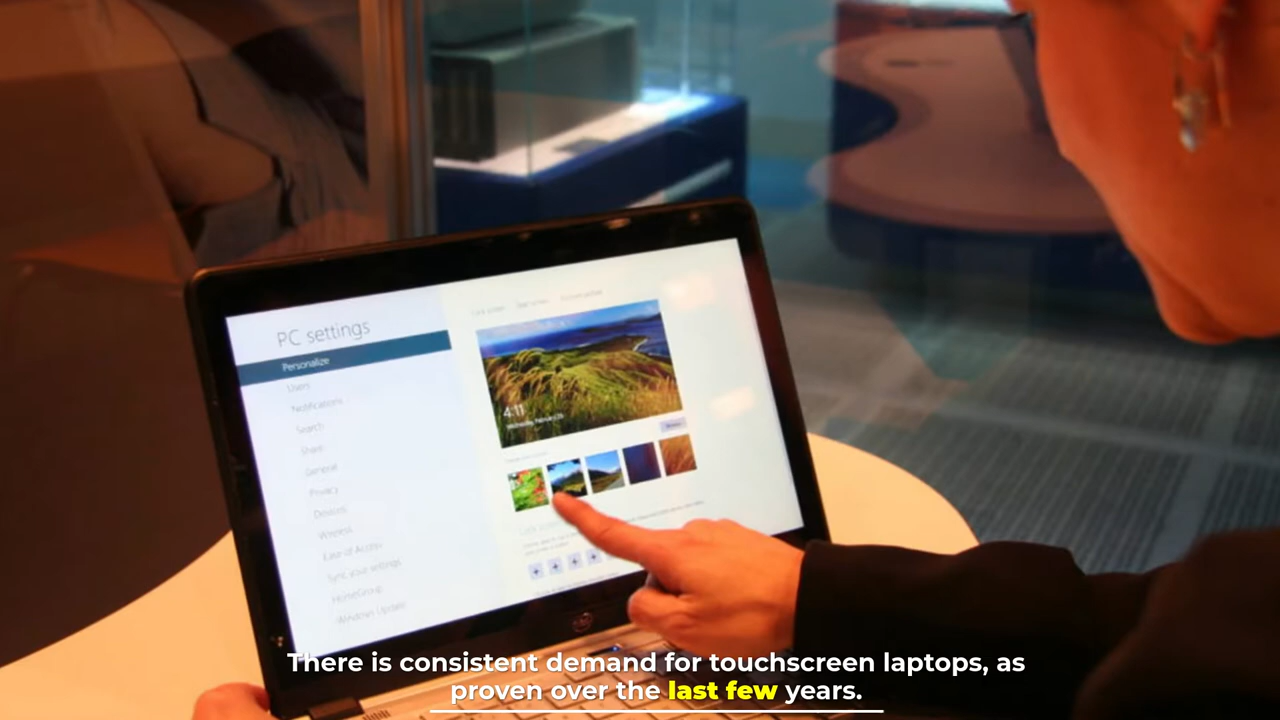 PC settings
Personalize
Users
Notifications
Search
Share
General
Privacy
Devices
Wireless
Ease of Access
Sync your settings
HomeGroup
Windows Update
4:11
There is consistent demand for touchscreen laptops, as
proven over the last few years.